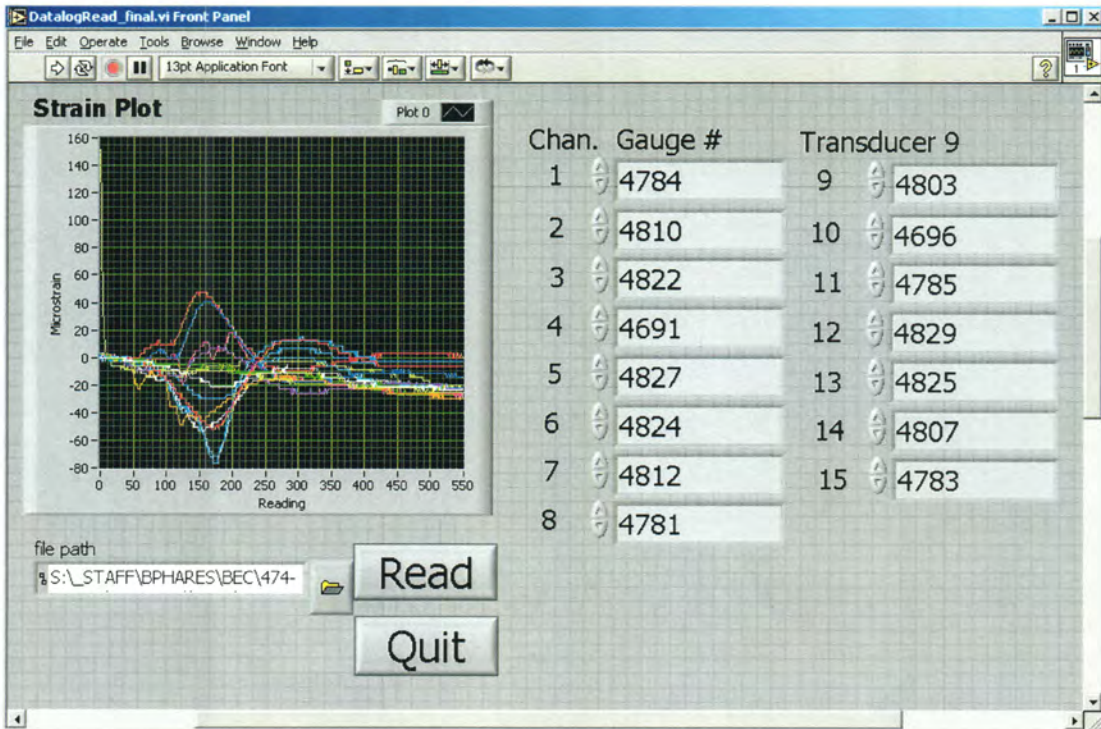 DatalogRead_final.vi Front Panel
File Edit Operate Tools Browse Window Help
13pt Application Font
1
Strain Plot
Plot 0
160
140
120
100
80
60
40
20
0
-20
-40
-60
-80
Microstrain
0 50 100 150 200 250 300 350 400 450 500 550
Reading
file path
S:\_STAFF\BPHARES\BEC\474-
Read
Quit
Chan. Gauge #
1 4784
2 4810
3 4822
4 4691
5 4827
6 4824
7 4812
8 4781
Transducer 9
9 4803
10 4696
11 4785
12 4829
13 4825
14 4807
15 4783